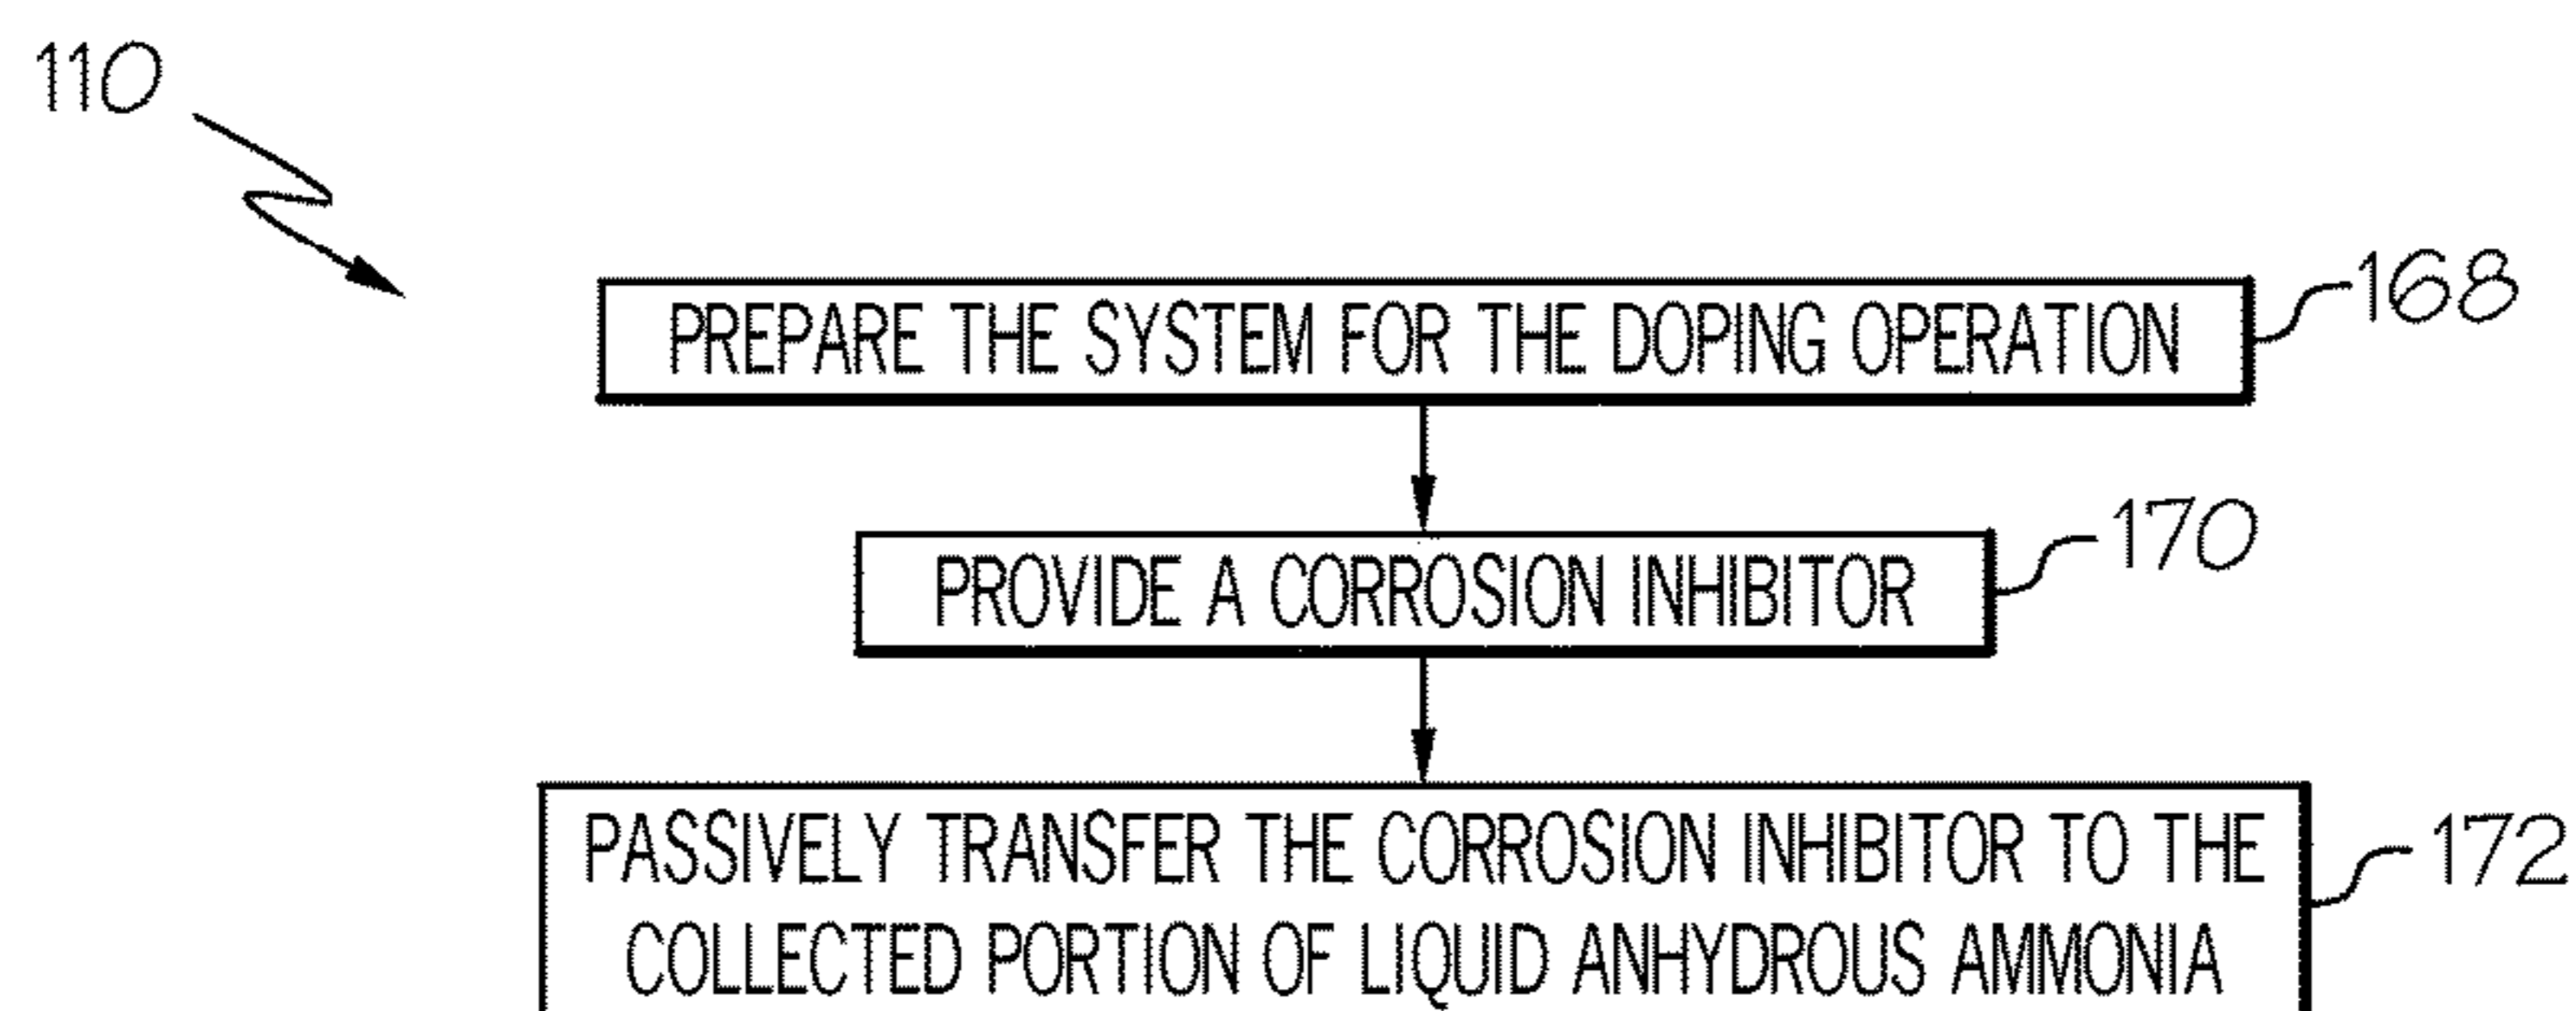 110
PREPARE THE SYSTEM FOR THE DOPING OPERATION
168
PROVIDE A CORROSION INHIBITOR
170
PASSIVELY TRANSFER THE CORROSION INHIBITOR TO THE
COLLECTED PORTION OF LIQUID ANHYDROUS AMMONIA
172